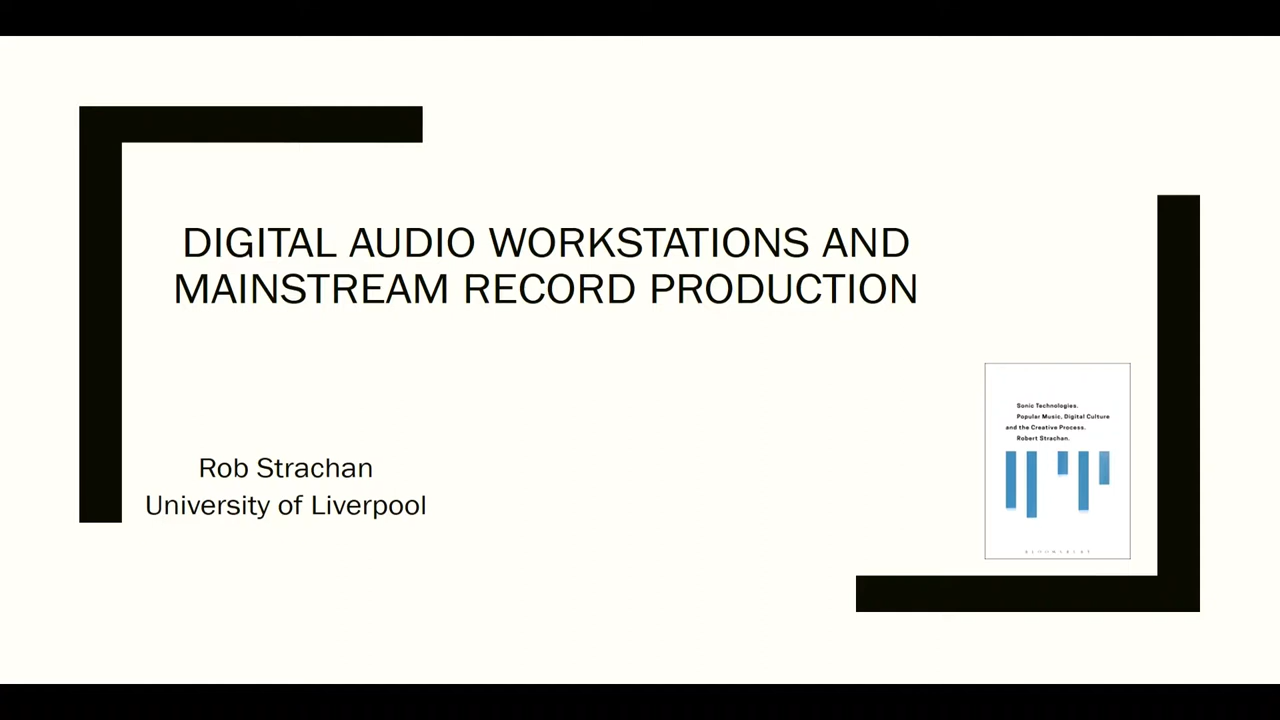 DIGITAL AUDIO WORKSTATIONS AND
MAINSTREAM RECORD PRODUCTION
Rob Strachan
University of Liverpool
Sonic Technologies.
Popular Music, Digital Culture
and the Creative Process.
Robert Strachan.
BLOOMSBURY